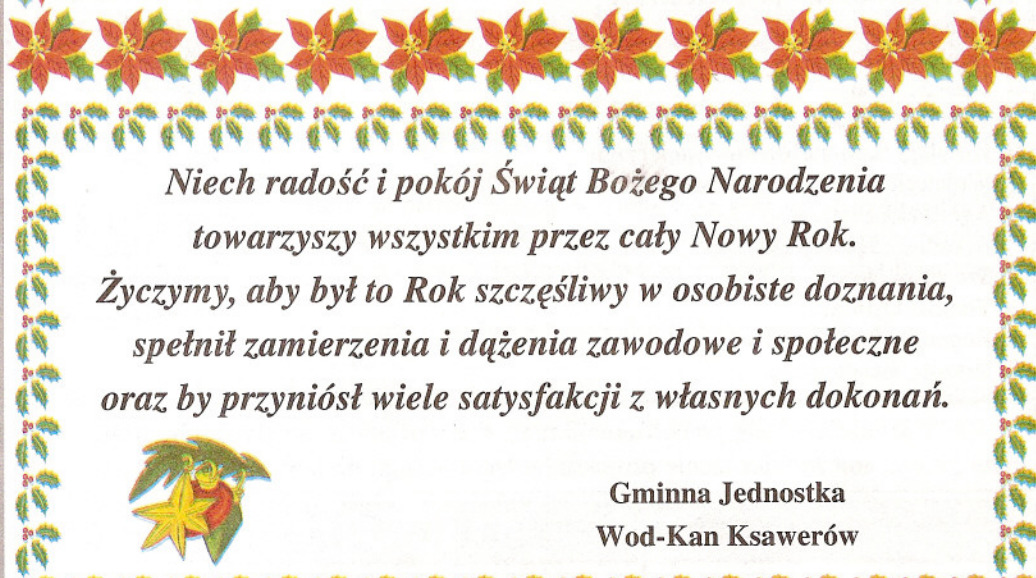 Niech radość i pokój Świąt Bożego Narodzenia
towarzyszy wszystkim przez cały Nowy Rok.
Życzymy, aby był to Rok szczęśliwy w osobiste doznania,
spełnił zamierzenia i dążenia zawodowe i społeczne
oraz by przyniósł wiele satysfakcji z własnych dokonań.
Gminna Jednostka
Wod-Kan Ksawerów